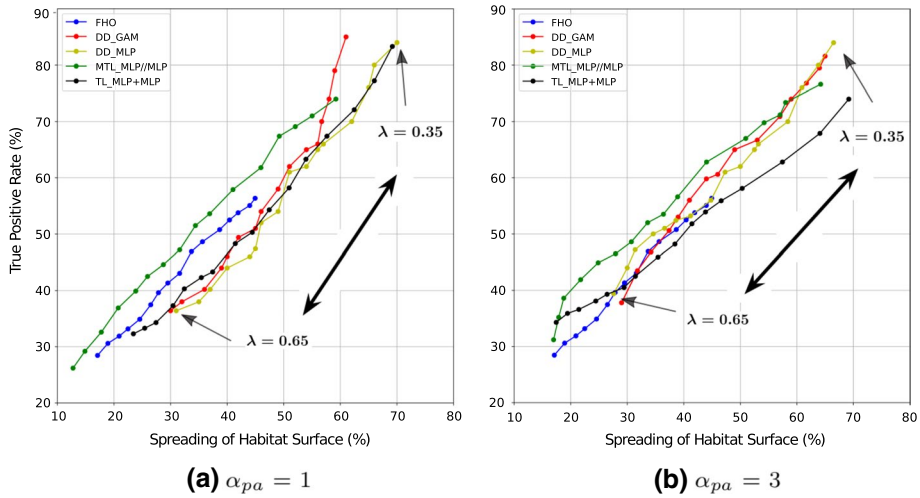 (a)
90
80
70
60
50
40
30
20
True Positive Rate (%)
FHO
DD_GAM
DD_MLP
MTL_MLP//MLP
TL_MLP+MLP
λ = 0.35
λ = 0.65
10 20 30 40 50 60 70 80
Spreading of Habitat Surface (%)
(a) α_pa = 1
(b)
90
80
70
60
50
40
30
20
FHO
DD_GAM
DD_MLP
MTL_MLP//MLP
TL_MLP+MLP
λ = 0.35
λ = 0.65
10 20 30 40 50 60 70 80
Spreading of Habitat Surface (%)
(b) α_pa = 3